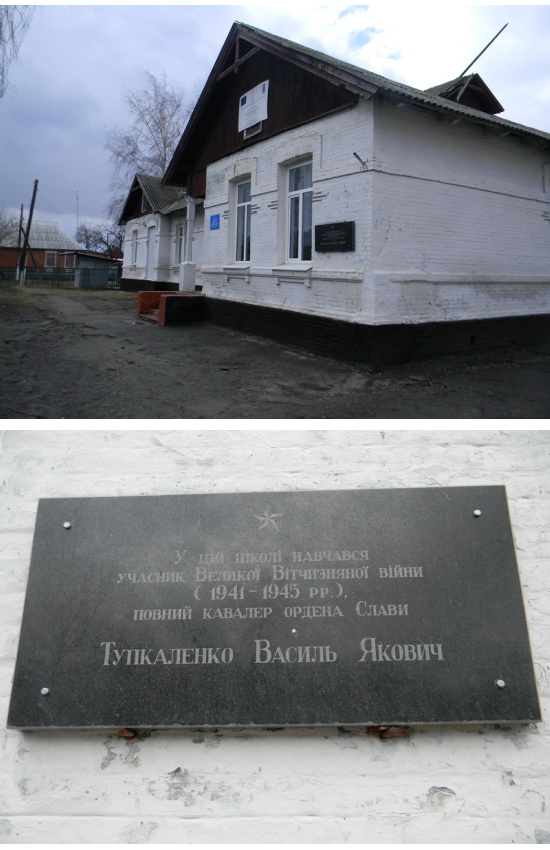 У цій школі навчався
учасник Великої Вітчизняної війни
(1941-1945 рр.),
повний кавалер ордена Слави
Тупкаленко Василь Якович